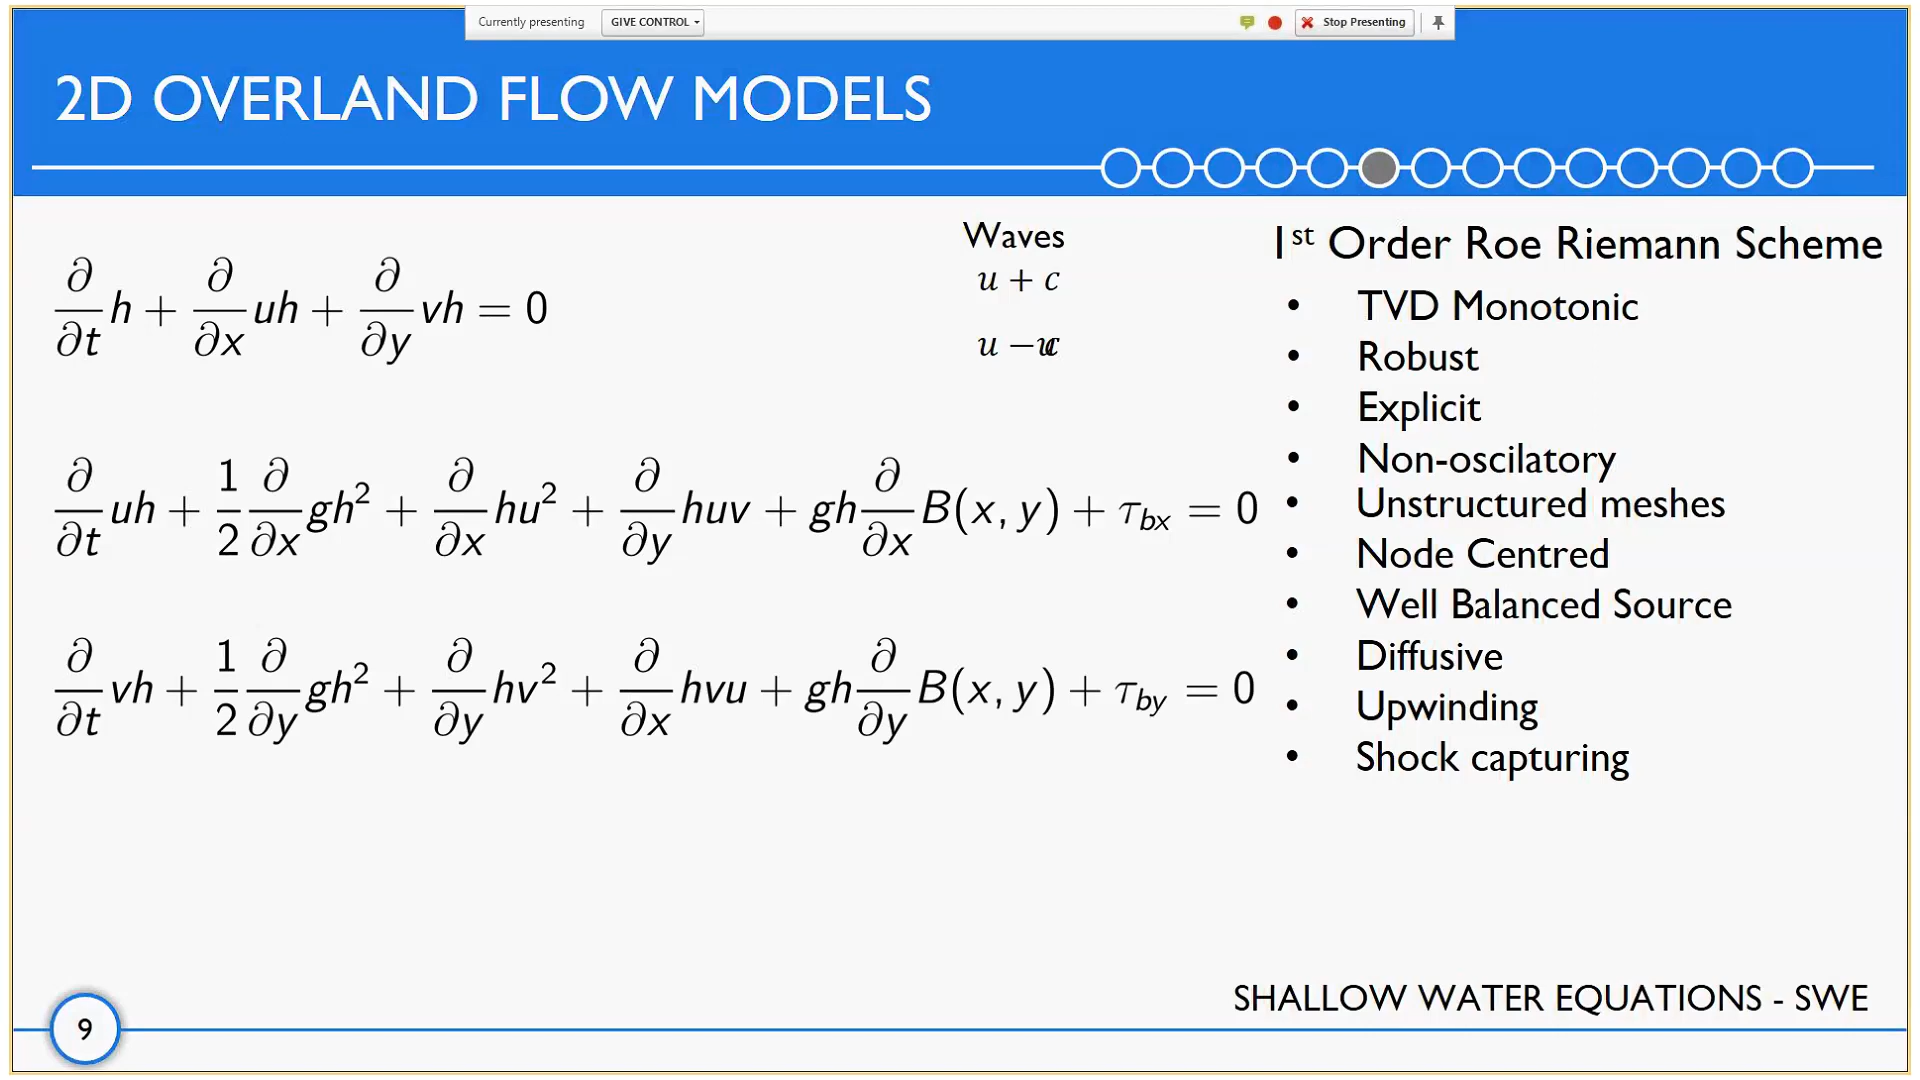 Currently presenting GIVE CONTROL Stop Presenting
2D OVERLAND FLOW MODELS
∂/∂t h + ∂/∂x uh + ∂/∂y vh = 0
∂/∂t uh + 1/2 ∂/∂x gh² + ∂/∂x hu² + ∂/∂y huv + gh ∂/∂x B(x, y) + τ_bx = 0
∂/∂t vh + 1/2 ∂/∂y gh² + ∂/∂y hv² + ∂/∂x hvu + gh ∂/∂y B(x, y) + τ_by = 0
Waves
u + c
u −
1st Order Roe Riemann Scheme
• TVD Monotonic
• Robust
• Explicit
• Non-oscilatory
• Unstructured meshes
• Node Centred
• Well Balanced Source
• Diffusive
• Upwinding
• Shock capturing
SHALLOW WATER EQUATIONS - SWE
9